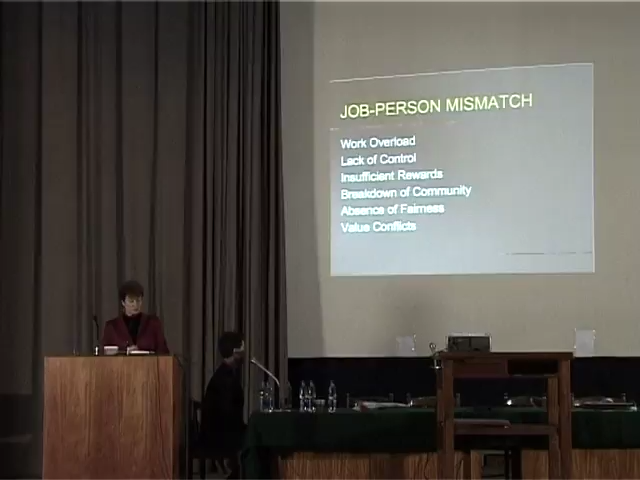 JOB-PERSON MISMATCH
Work Overload
Lack of Control
Insufficient Rewards
Breakdown of Community
Absence of Fairness
Value Conflicts